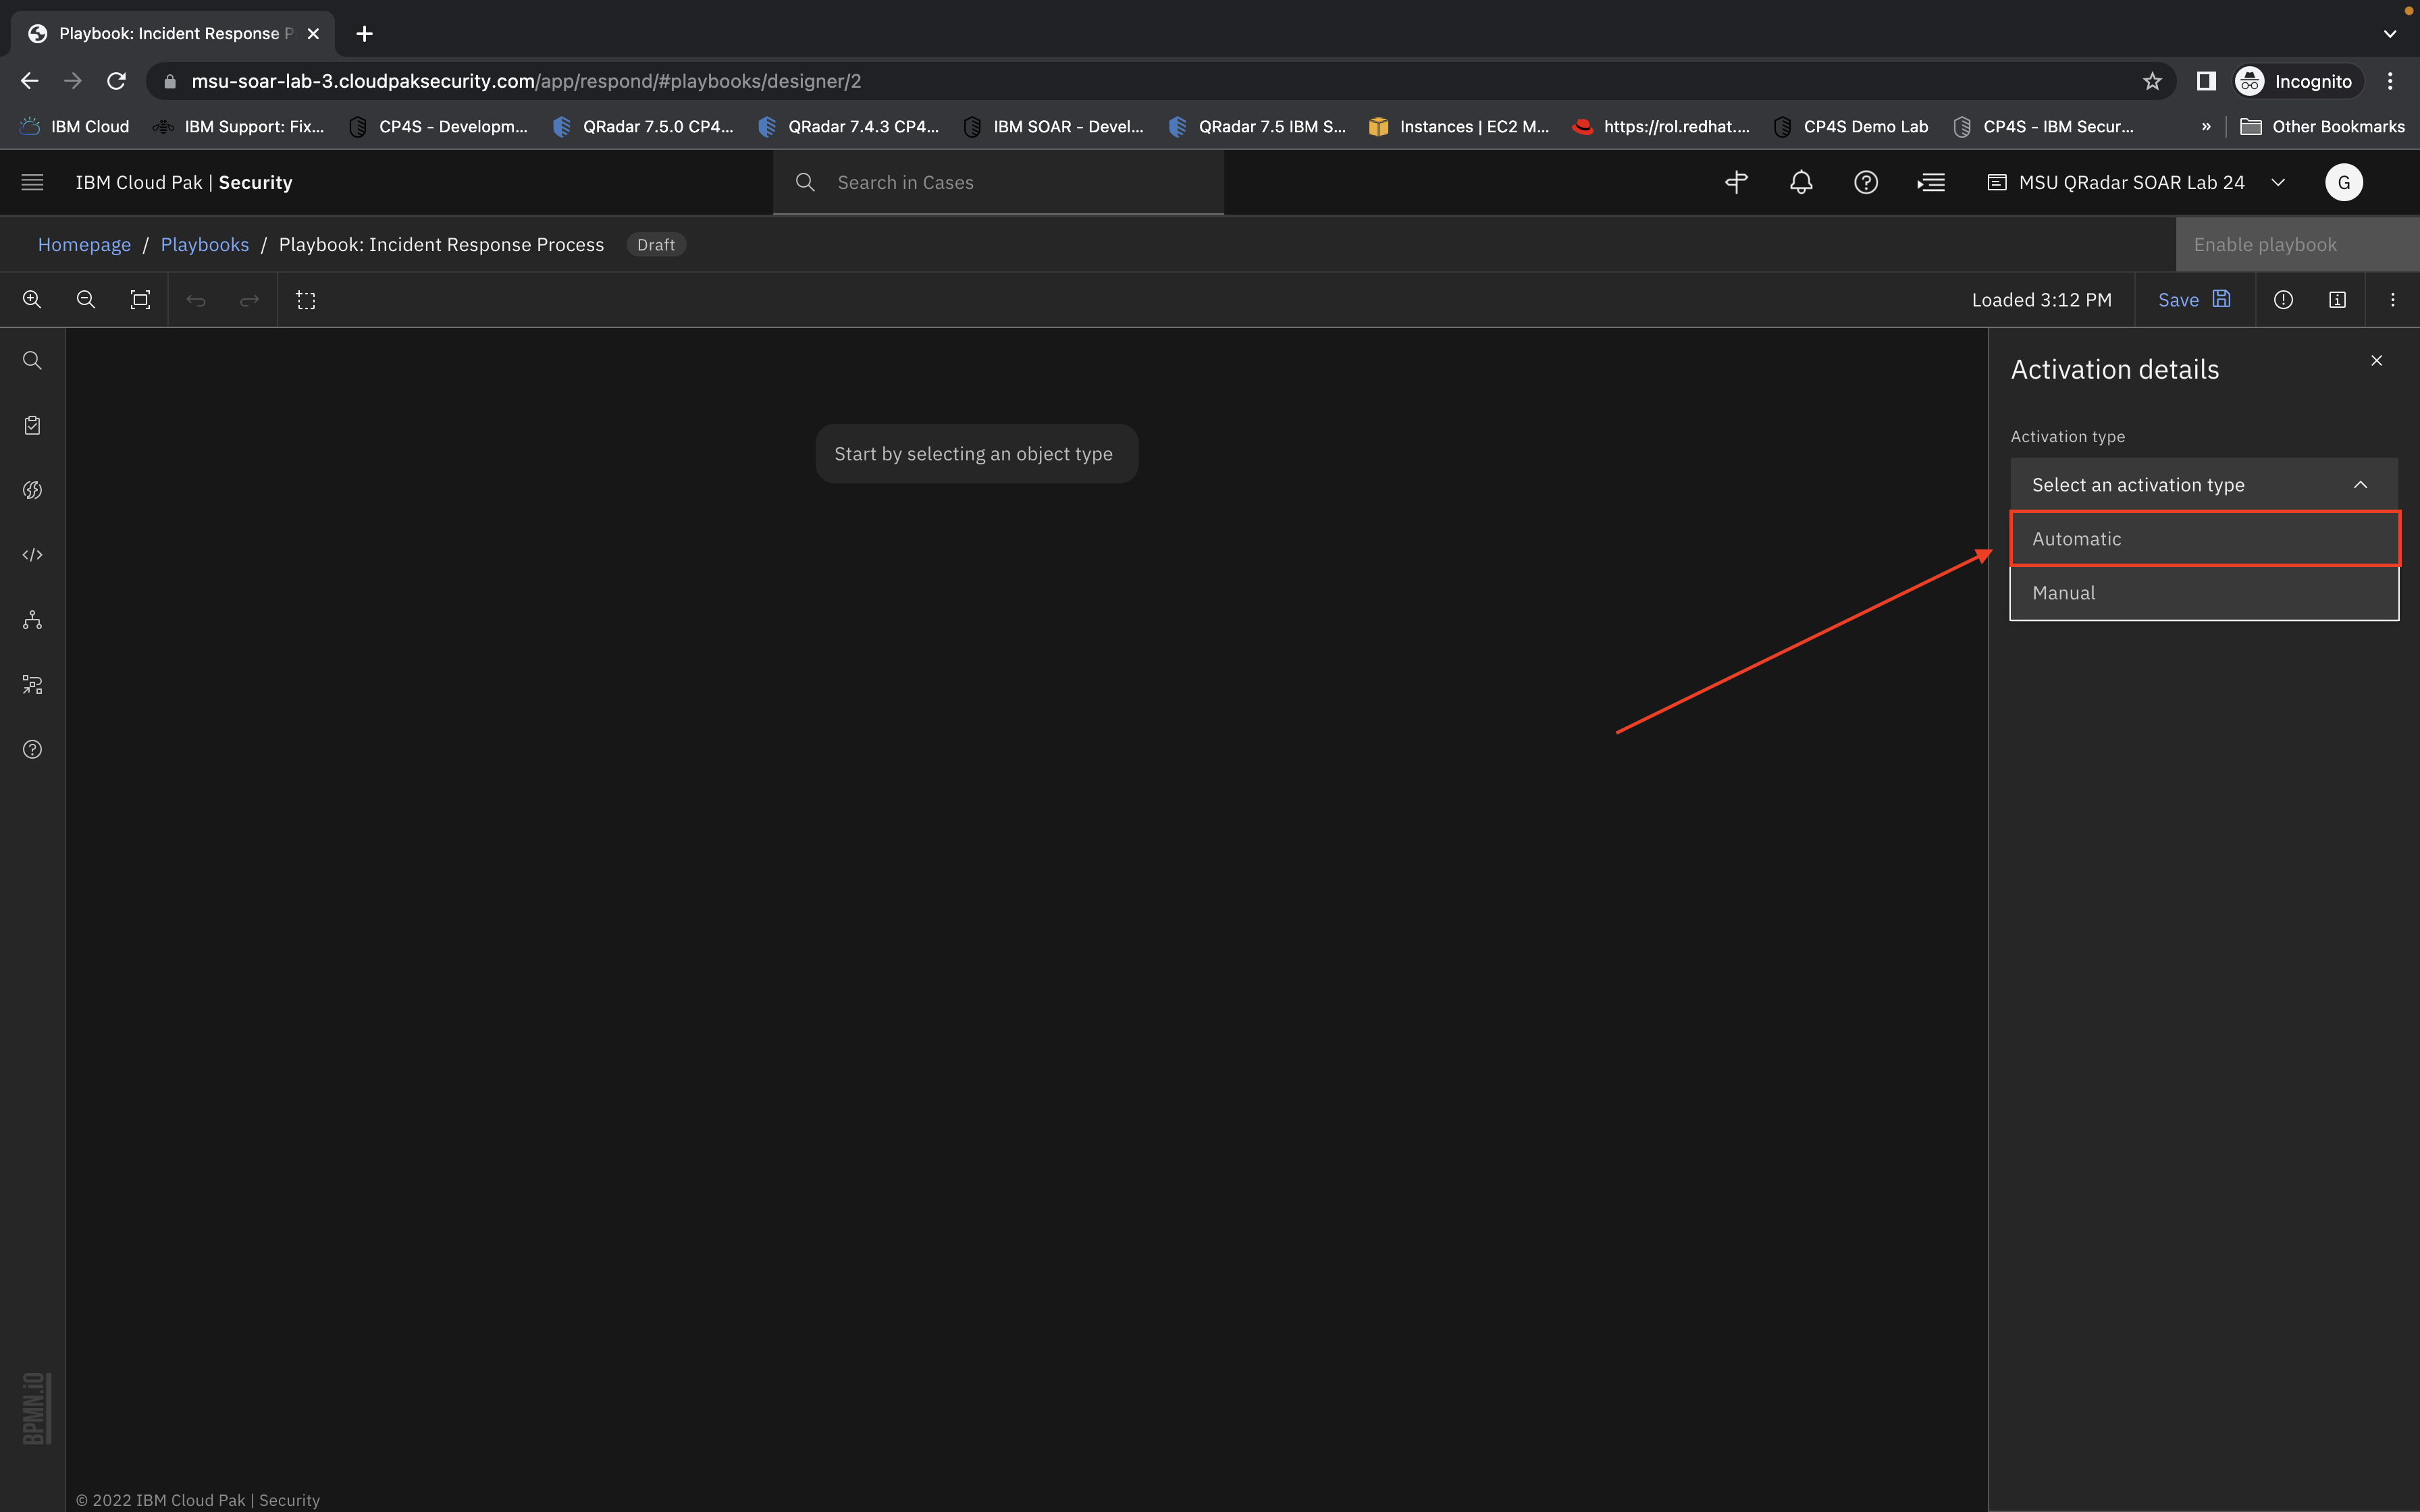 Playbook: Incident Response P
msu-soar-lab-3.cloudpaksecurity.com/app/respond/#playbooks/designer/2
Incognito
IBM Cloud
IBM Support: Fix...
CP4S - Developm...
QRadar 7.5.0 CP4...
QRadar 7.4.3 CP4...
IBM SOAR - Devel...
QRadar 7.5 IBM S...
Instances | EC2 M...
https://rol.redhat....
CP4S Demo Lab
CP4S - IBM Secur...
»
Other Bookmarks
IBM Cloud Pak | Security
Search in Cases
MSU QRadar SOAR Lab 24
G
Homepage / Playbooks / Playbook: Incident Response Process
Draft
Enable playbook
Loaded 3:12 PM
Save
Activation details
Activation type
Start by selecting an object type
Select an activation type
Automatic
Manual
BPMN.iO
© 2022 IBM Cloud Pak | Security